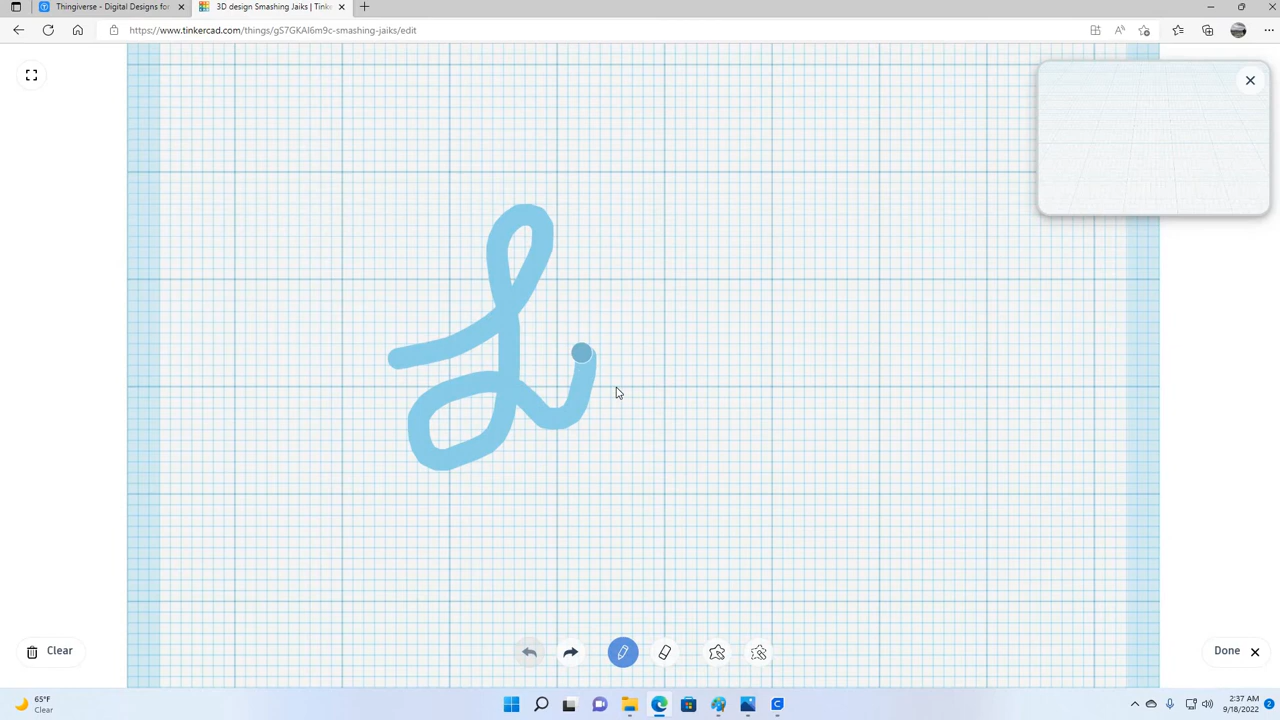 Thingiverse - Digital Designs for
3D design Smashing Jaiks | Tinke
https://www.tinkercad.com/things/gS7GKAI6m9c-smashing-jaiks/edit
Clear
Done
65°F
Clear
2:37 AM
9/18/2022
2